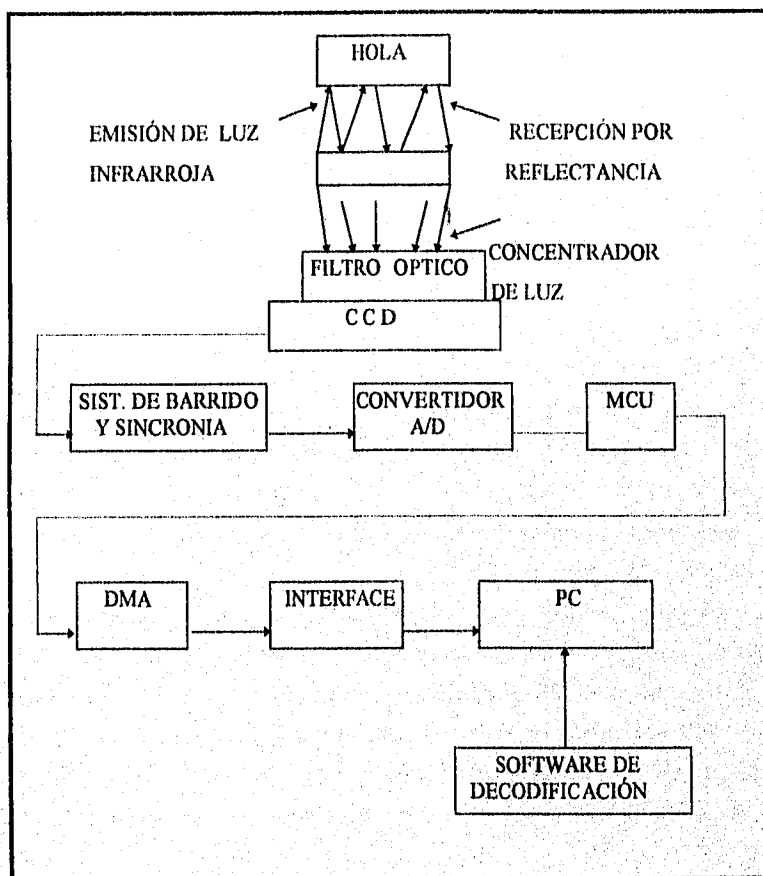 HOLA
EMISIÓN DE LUZ
INFRARROJA
RECEPCIÓN POR
REFLECTANCIA
CONCENTRADOR
DE LUZ
FILTRO OPTICO
CCD
SIST. DE BARRIDO
Y SINCRONIA
CONVERTIDOR
A/D
MCU
DMA
INTERFACE
PC
SOFTWARE DE
DECODIFICACIÓN